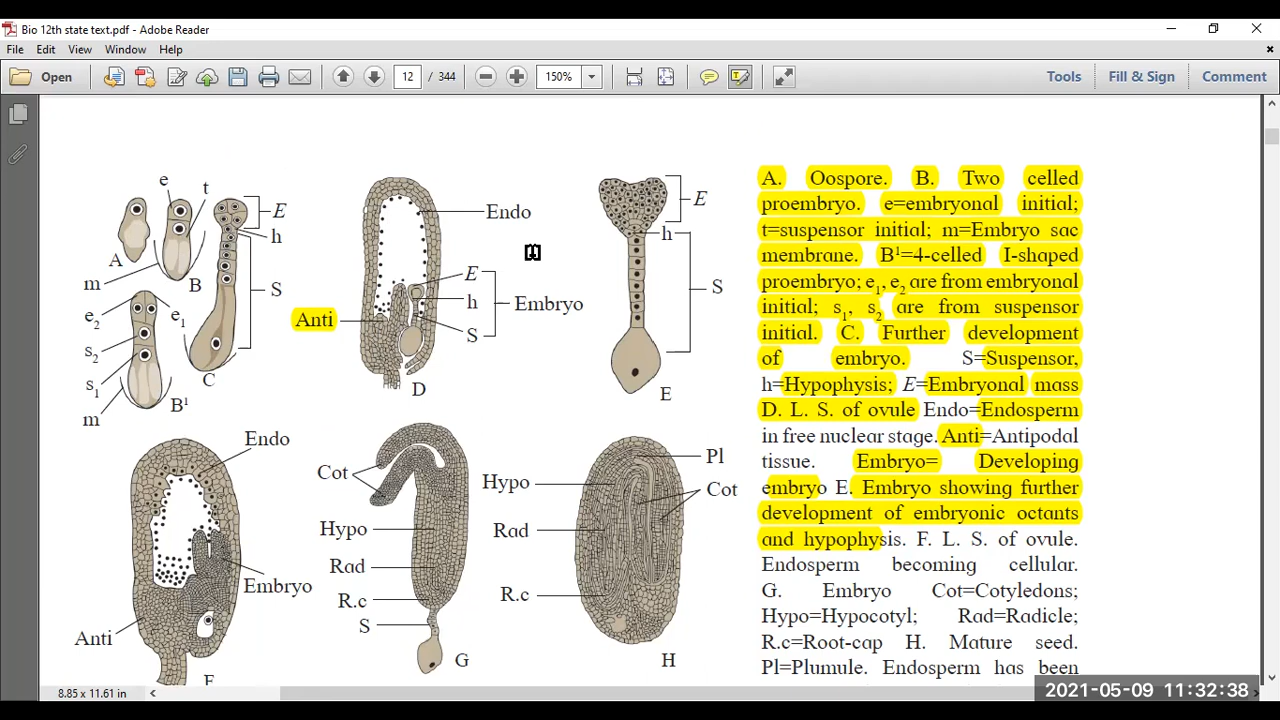 Bio 12th state text.pdf - Adobe Reader
File Edit View Window Help
Open 12 / 344 150% Tools Fill & Sign Comment
e
t
E
h
A
m
B
S
e2
e1
s2
s1
C
m
B1
Endo
E
h
Embryo
Anti
S
D
E
h
S
E
Endo
Embryo
Anti
F
Cot
Hypo
Rad
R.c
S
G
Pl
Hypo
Cot
Rad
R.c
H
A. Oospore. B. Two celled
proembryo. e=embryonal initial;
t=suspensor initial; m=Embryo sac
membrane. B¹=4-celled I-shaped
proembryo; e1, e2 are from embryonal
initial; s1, s2 are from suspensor
initial. C. Further development
of embryo. S=Suspensor,
h=Hypophysis; E=Embryonal mass
D. L. S. of ovule Endo=Endosperm
in free nuclear stage. Anti=Antipodal
tissue. Embryo= Developing
embryo E. Embryo showing further
development of embryonic octants
and hypophysis. F. L. S. of ovule.
Endosperm becoming cellular.
G. Embryo Cot=Cotyledons;
Hypo=Hypocotyl; Rad=Radicle;
R.c=Root-cap H. Mature seed.
Pl=Plumule. Endosperm has been
8.85 x 11.61 in
2021-05-09 11:32:38